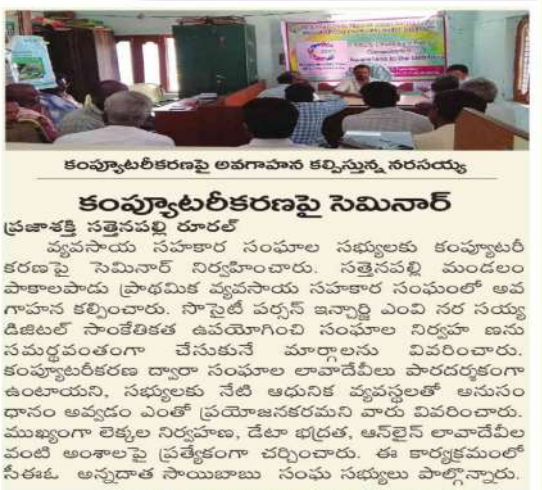 కంప్యూటరీకరణపై అవగాహన కల్పిస్తున్న నరసయ్య
కంప్యూటరీకరణపై సెమినార్
ప్రజాశక్తి సత్తెనపల్లి రూరల్
వ్యవసాయ సహకార సంఘాల సభ్యులకు కంప్యూటరీ
కరణపై సెమినార్ నిర్వహించారు. సత్తెనపల్లి మండలం
పాకాలపాడు ప్రాథమిక వ్యవసాయ సహకార సంఘంలో అవ
గాహన కల్పించారు. సొసైటీ పర్సన్ ఇన్చార్జి ఎంవి నర సయ్య
డిజిటల్ సాంకేతికత ఉపయోగించి సంఘాల నిర్వహ ణను
సమర్థవంతంగా చేసుకునే మార్గాలను వివరించారు.
కంప్యూటరీకరణ ద్వారా సంఘాల లావాదేవీలు పారదర్శకంగా
ఉంటాయని, సభ్యులకు నేటి ఆధునిక వ్యవస్థలతో అనుసం
ధానం అవ్వడం ఎంతో ప్రయోజనకరమని వారు వివరించారు.
ముఖ్యంగా లెక్కల నిర్వహణ, డేటా భద్రత, ఆన్‌లైన్ లావాదేవీల
వంటి అంశాలపై ప్రత్యేకంగా చర్చించారు. ఈ కార్యక్రమంలో
సీఈఓ అన్నదాత సాయిబాబు సంఘ సభ్యులు పాల్గొన్నారు.